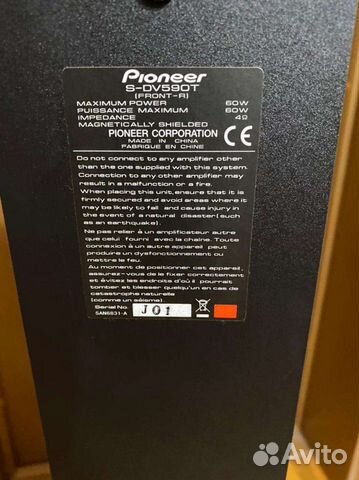 Pioneer
S-DV590T
(FRONT-R)
MAXIMUM POWER 60W
PUISSANCE MAXIMUM 60W
IMPEDANCE 4Ω
MAGNETICALLY SHIELDED
PIONEER CORPORATION
MADE IN CHINA
FABRIQUE EN CHINE
CE
Do not connect to any amplifier other
than the one supplied with this system.
Connection to any other amplifier may
result in a malfunction or a fire.
When placing this unit,ensure that it is
firmly secured and avoid areas where it
may be likely to fall and cause injury in
the event of a natural disaster(such
as an earthquake).
Ne pas relier à un amplificateur autre
que celui fourni avec la chaîne. Toute
connexion à un autre appareil peut
produire un dysfonctionnement ou
mettre le feu.
Au moment de positionner cet appareil,
assurez-vous de le fixer correctement
et évitez les endroits d'où il pourrait
tomber et blesser quelqu'un en cas de
catastrophe naturelle
(comme un séisme).
Serial No. J01
SAN6831-A
Avito